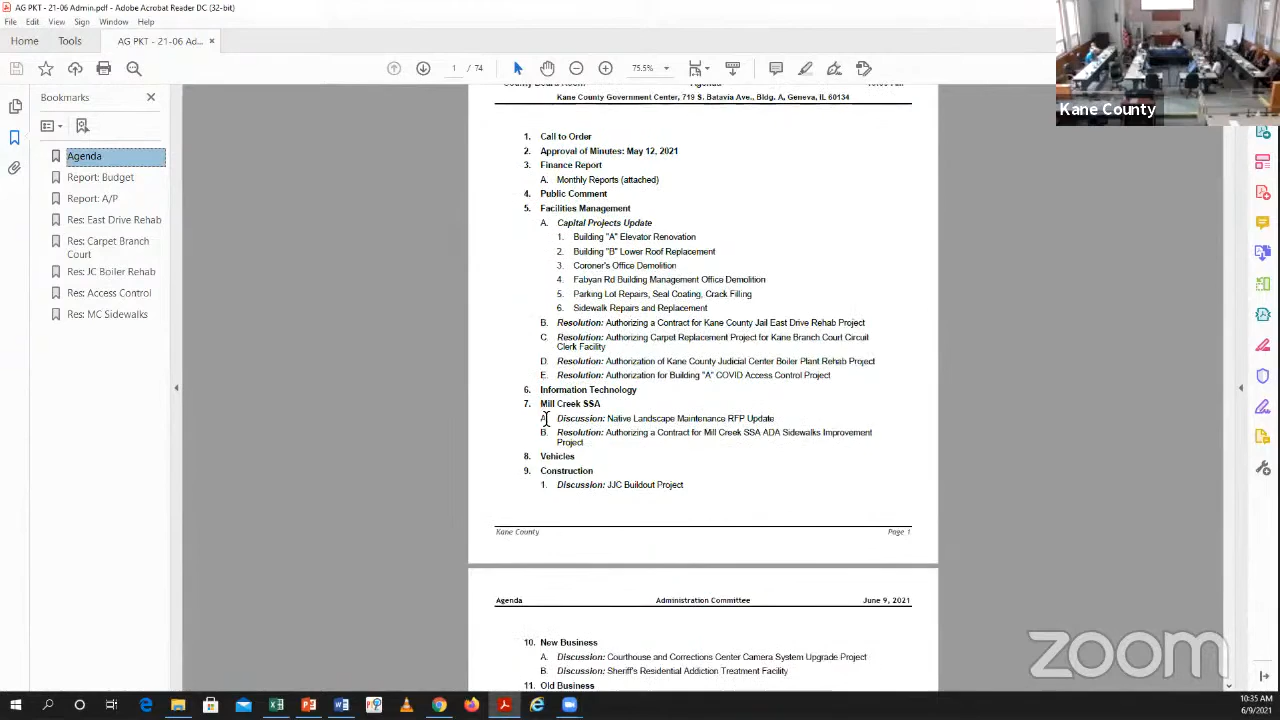 AG PKT - 21-06 Admin.pdf - Adobe Acrobat Reader DC (32-bit)
File Edit View Sign Window Help
Home Tools AG PKT - 21-06 Ad... ×
1 / 74 75.5%
Bookmarks
Agenda
Report: Budget
Report: A/P
Res: East Drive Rehab
Res: Carpet Branch
Court
Res: JC Boiler Rehab
Res: Access Control
Res: MC Sidewalks
Kane County Government Center, 719 S. Batavia Ave., Bldg. A, Geneva, IL 60134
1. Call to Order
2. Approval of Minutes: May 12, 2021
3. Finance Report
A. Monthly Reports (attached)
4. Public Comment
5. Facilities Management
A. Capital Projects Update
1. Building "A" Elevator Renovation
2. Building "B" Lower Roof Replacement
3. Coroner's Office Demolition
4. Fabyan Rd Building Management Office Demolition
5. Parking Lot Repairs, Seal Coating, Crack Filling
6. Sidewalk Repairs and Replacement
B. Resolution: Authorizing a Contract for Kane County Jail East Drive Rehab Project
C. Resolution: Authorizing Carpet Replacement Project for Kane Branch Court Circuit
Clerk Facility
D. Resolution: Authorization of Kane County Judicial Center Boiler Plant Rehab Project
E. Resolution: Authorization for Building "A" COVID Access Control Project
6. Information Technology
7. Mill Creek SSA
A. Discussion: Native Landscape Maintenance RFP Update
B. Resolution: Authorizing a Contract for Mill Creek SSA ADA Sidewalks Improvement
Project
8. Vehicles
9. Construction
1. Discussion: JJC Buildout Project
Kane County Page 1
Agenda Administration Committee June 9, 2021
10. New Business
A. Discussion: Courthouse and Corrections Center Camera System Upgrade Project
B. Discussion: Sheriff's Residential Addiction Treatment Facility
11. Old Business
Kane County
zoom
10:35 AM
6/9/2021